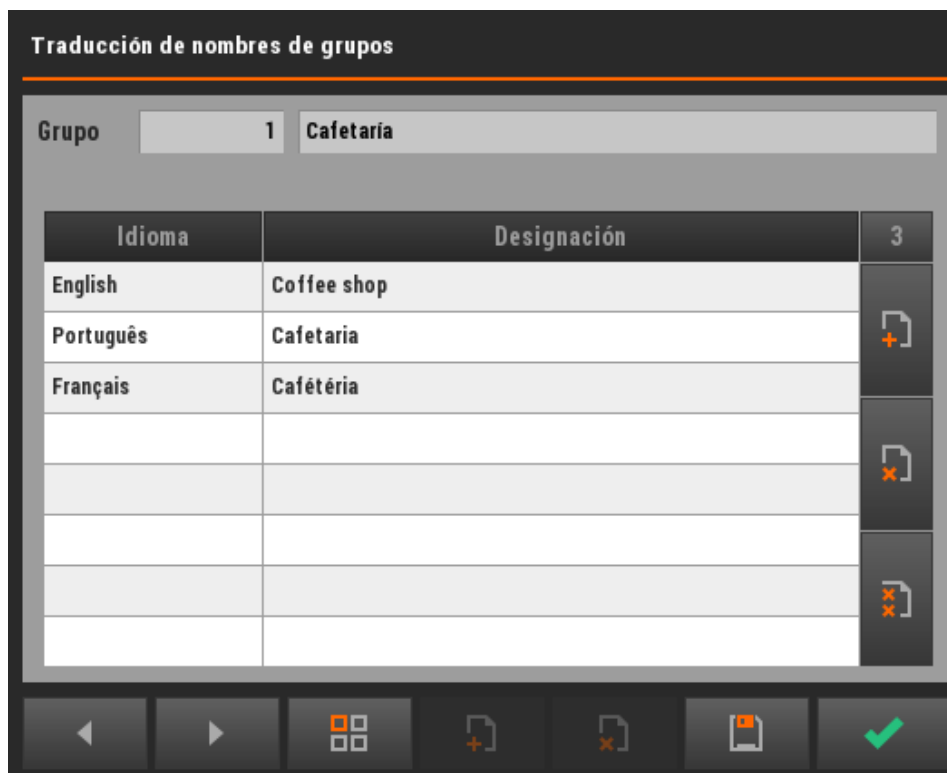 Traducción de nombres de grupos
Grupo 1 Cafetaría
Idioma Designación 3
English Coffee shop
Português Cafetaria
Français Cafétéria